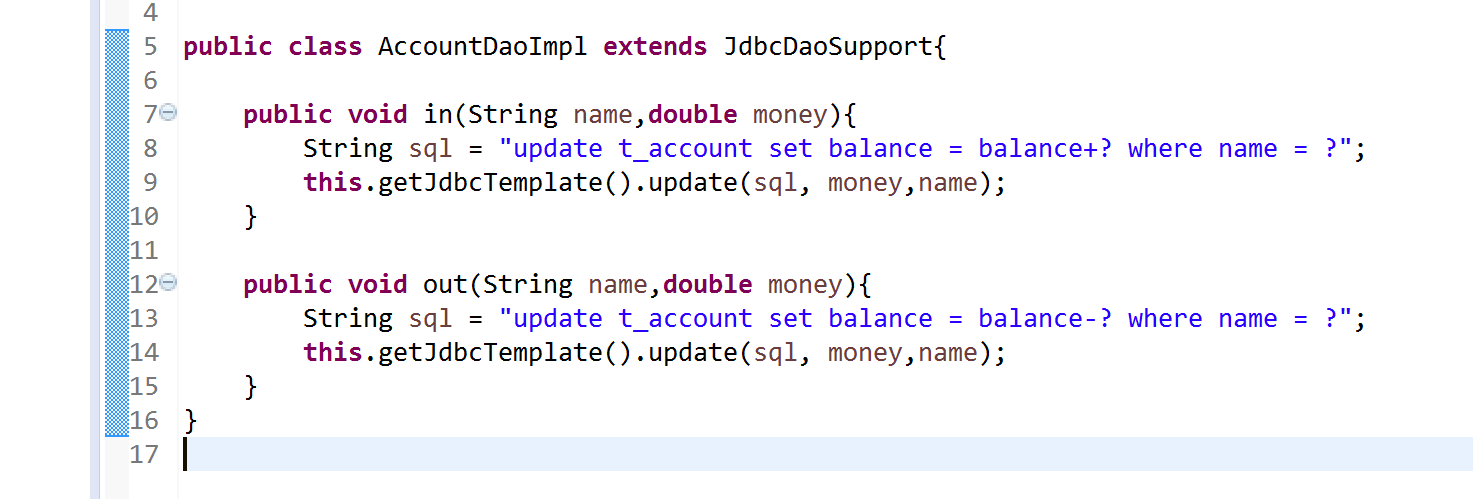 4
5 public class AccountDaoImpl extends JdbcDaoSupport{
6
7 public void in(String name,double money){
8 String sql = "update t_account set balance = balance+? where name = ?";
9 this.getJdbcTemplate().update(sql, money,name);
10 }
11
12 public void out(String name,double money){
13 String sql = "update t_account set balance = balance-? where name = ?";
14 this.getJdbcTemplate().update(sql, money,name);
15 }
16 }
17